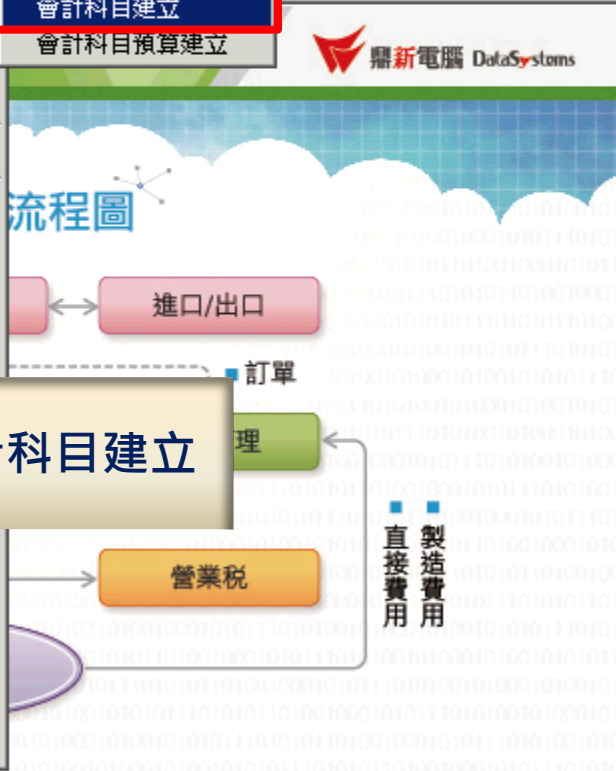 會計科目建立
會計科目預算建立
鼎新電腦 DataSystems
流程圖
進口/出口
訂單
科目建立
理
營業稅
直接費用
製造費用